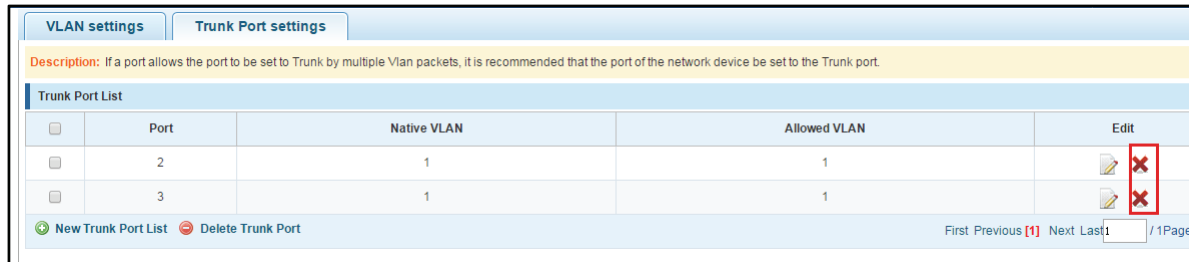 VLAN settings Trunk Port settings
Description: If a port allows the port to be set to Trunk by multiple Vlan packets, it is recommended that the port of the network device be set to the Trunk port.
Trunk Port List
Port Native VLAN Allowed VLAN Edit
2 1 1
3 1 1
New Trunk Port List Delete Trunk Port First Previous [1] Next Last 1 / 1Page